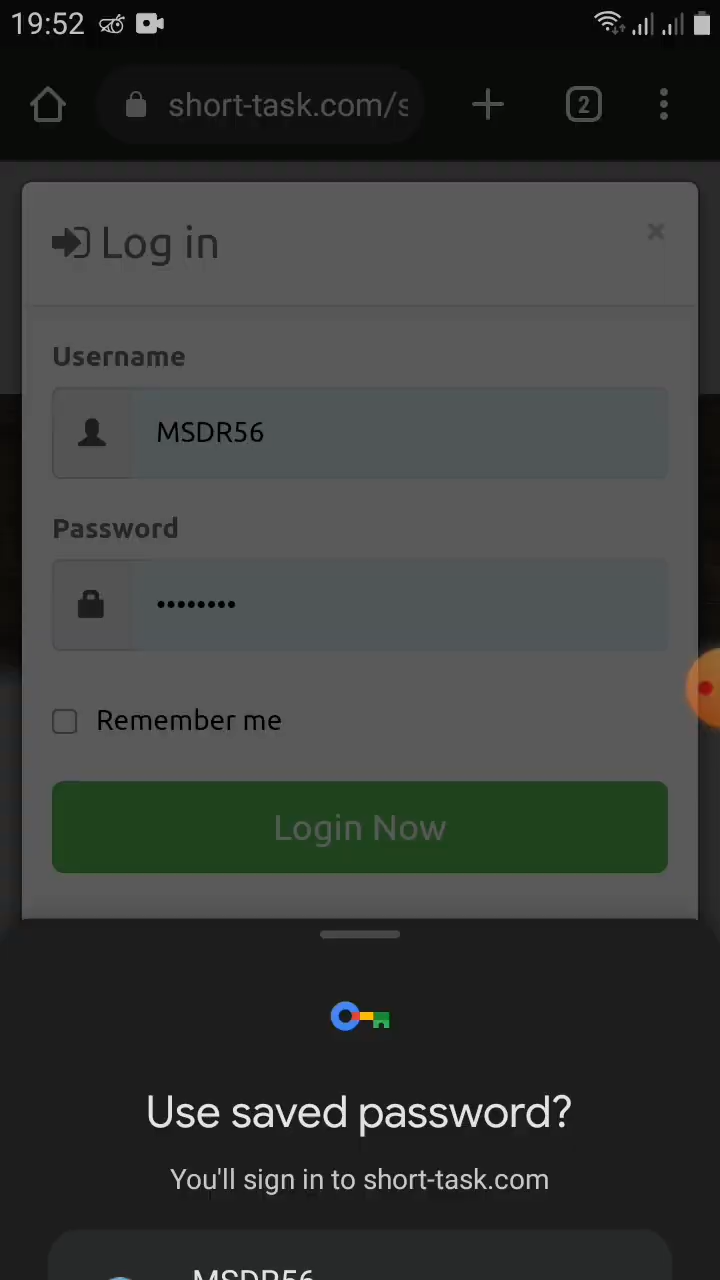 19:52
short-task.com/s
2
Log in
×
Username
MSDR56
Password
••••••••
Remember me
Login Now
Use saved password?
You'll sign in to short-task.com
MSDR56